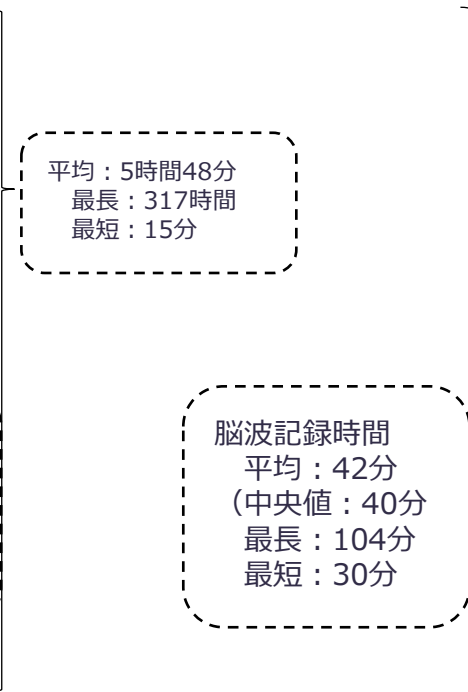 平均：5時間48分
最長：317時間
最短：15分
脳波記録時間
平均：42分
（中央値：40分
最長：104分
最短：30分